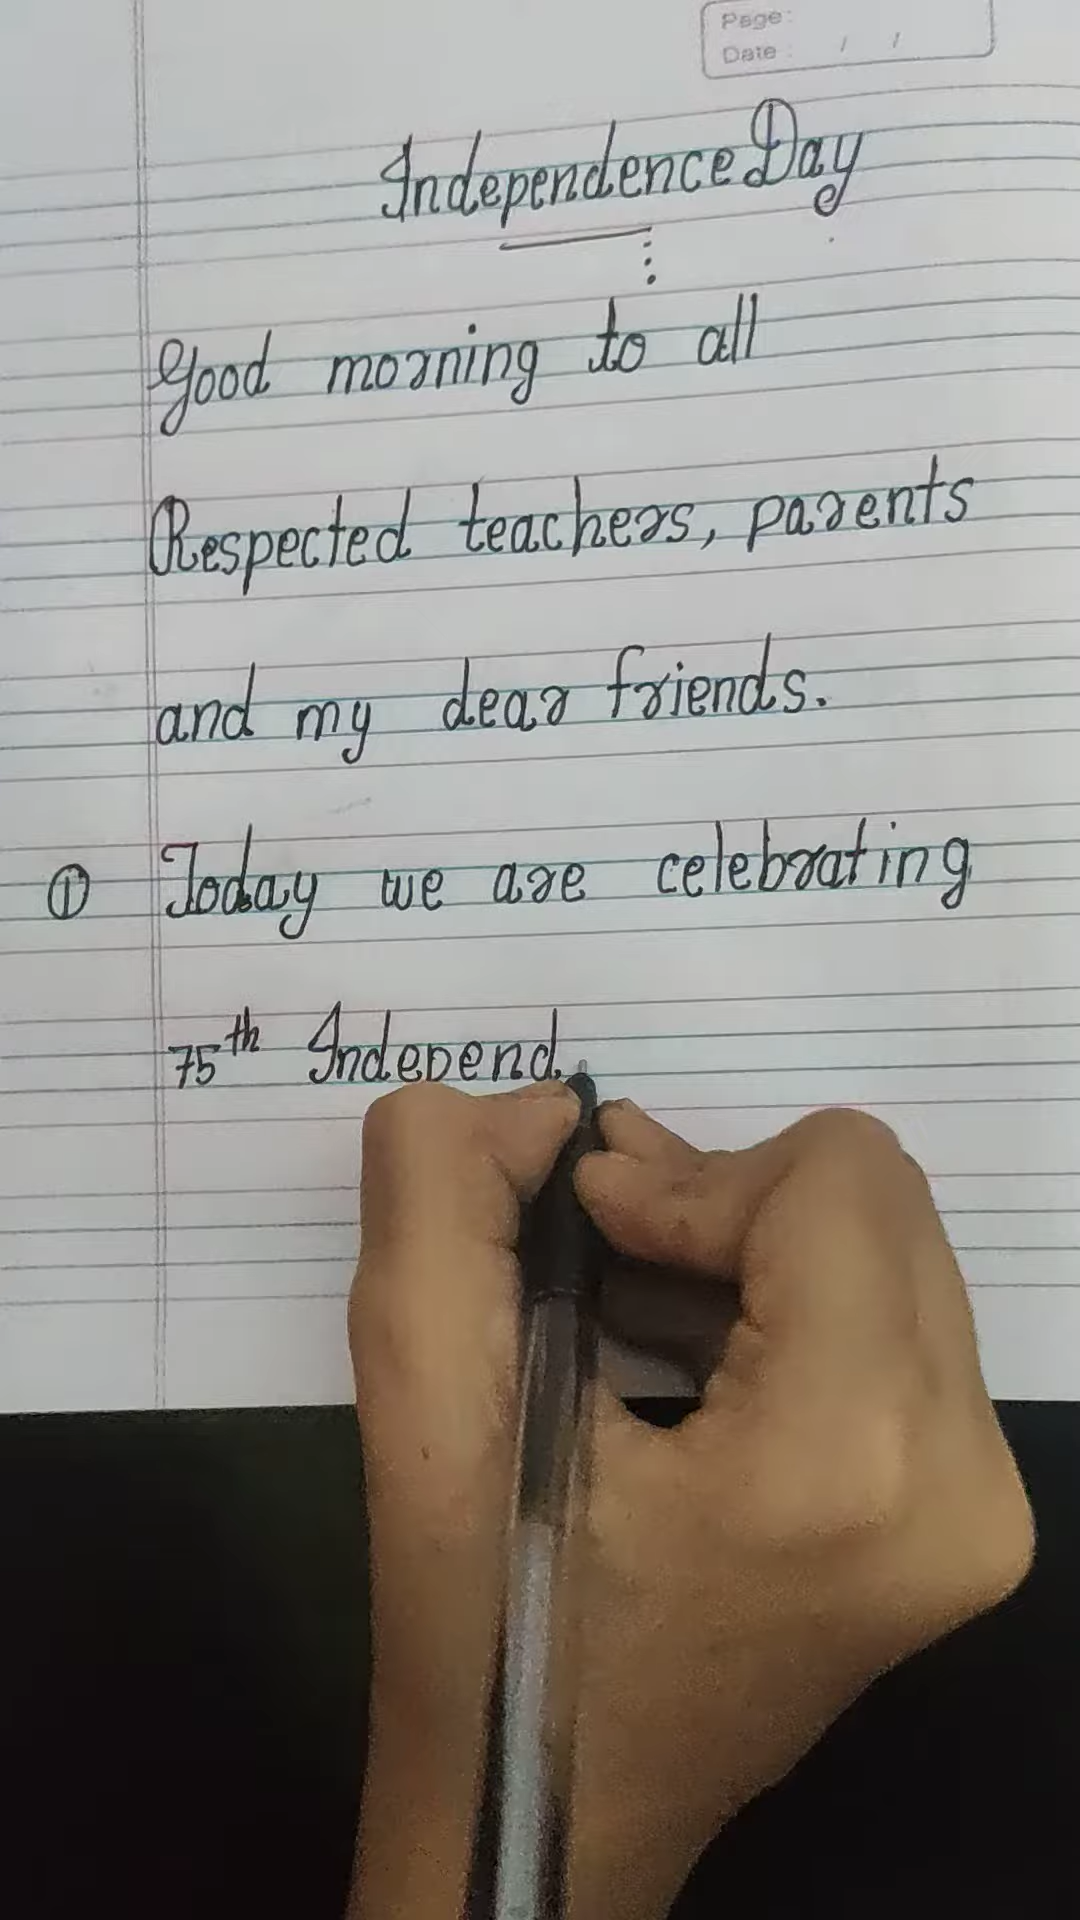 Page:
Date: / /
Independence Day
Good morning to all
Respected teachers, parents
and my dear friends.
① Today we are celebrating
75th Independ